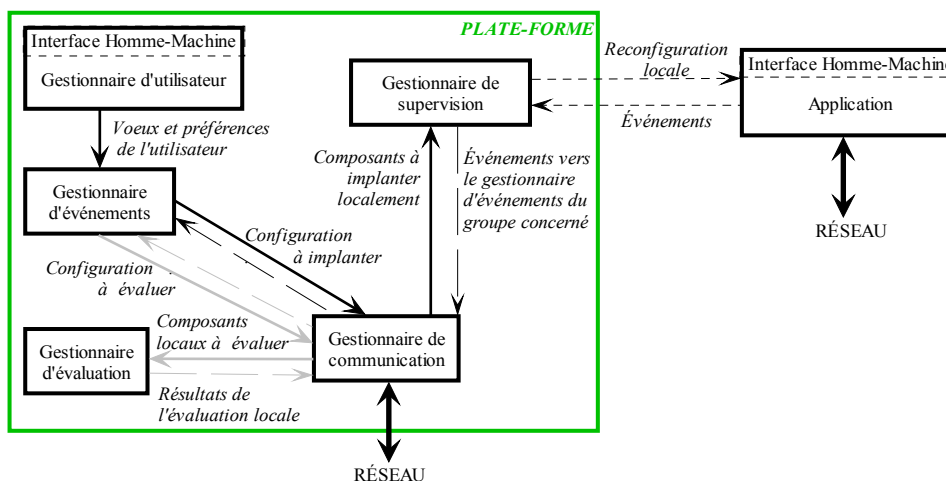 PLATE-FORME
Interface Homme-Machine
Gestionnaire d'utilisateur
Voeux et préférences
de l'utilisateur
Gestionnaire
d'événements
Configuration
à implanter
Configuration
à évaluer
Composants
locaux à évaluer
Gestionnaire
d'évaluation
Résultats de
l'évaluation locale
Gestionnaire de
communication
RÉSEAU
Gestionnaire de
supervision
Composants à
implanter
localement
Événements vers
le gestionnaire
d'événements du
groupe concerné
Reconfiguration
locale
Événements
Interface Homme-Machine
Application
RÉSEAU